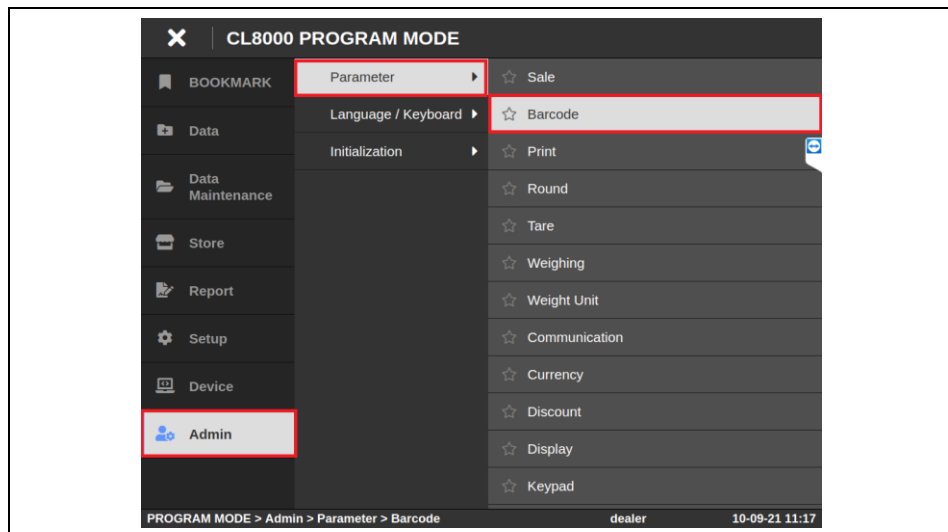 CL8000 PROGRAM MODE
BOOKMARK
Data
Data
Maintenance
Store
Report
Setup
Device
Admin
Parameter
Language / Keyboard
Initialization
Sale
Barcode
Print
Round
Tare
Weighing
Weight Unit
Communication
Currency
Discount
Display
Keypad
PROGRAM MODE > Admin > Parameter > Barcode dealer 10-09-21 11:17